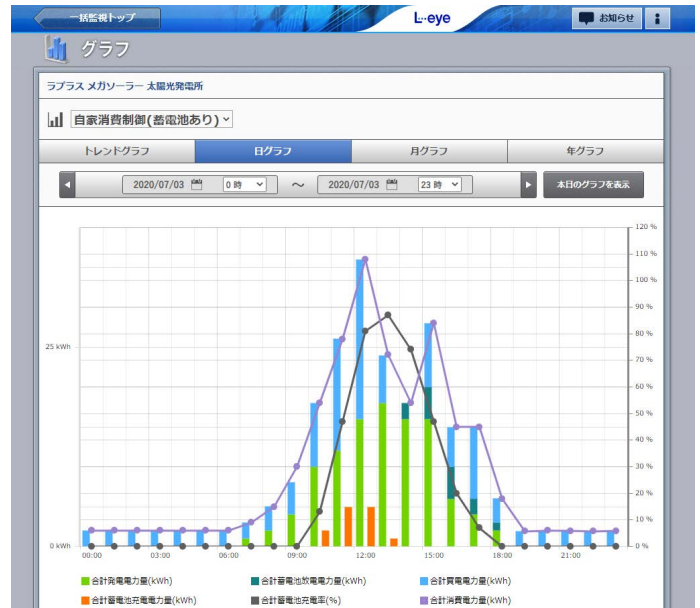 一括監視トップ
L·eye
お知らせ
i
グラフ
ラプラス メガソーラー 太陽光発電所
自家消費制御(蓄電池あり)
トレンドグラフ
日グラフ
月グラフ
年グラフ
2020/07/03 0 時 ～ 2020/07/03 23 時
本日のグラフを表示
120 %
110 %
100 %
90 %
80 %
25 kWh
70 %
60 %
50 %
40 %
30 %
20 %
10 %
0 kWh
0 %
00:00 03:00 06:00 09:00 12:00 15:00 18:00 21:00
合計発電電力量(kWh) 合計蓄電池放電電力量(kWh) 合計買電電力量(kWh)
合計蓄電池充電電力量(kWh) 合計蓄電池充電率(%) 合計消費電力量(kWh)